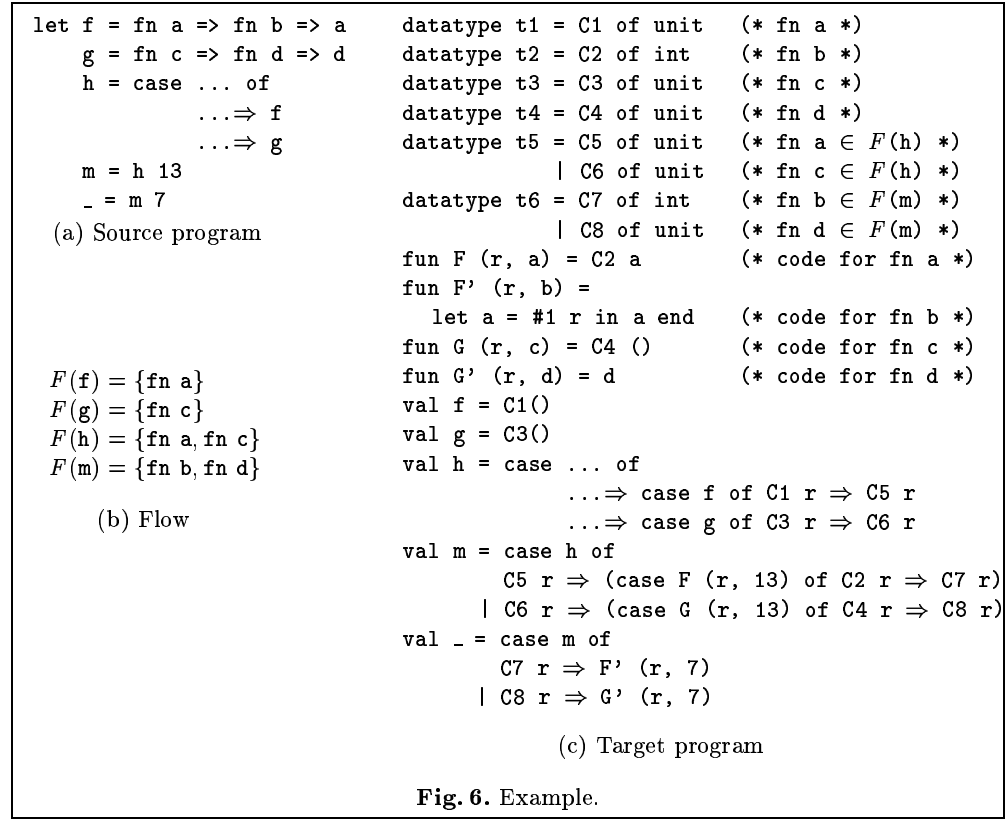 let f = fn a => fn b => a
    g = fn c => fn d => d
    h = case ... of
             ...⇒ f
             ...⇒ g
    m = h 13
    _ = m 7
(a) Source program
F(f) = {fn a}
F(g) = {fn c}
F(h) = {fn a, fn c}
F(m) = {fn b, fn d}
(b) Flow
datatype t1 = C1 of unit (* fn a *)
datatype t2 = C2 of int (* fn b *)
datatype t3 = C3 of unit (* fn c *)
datatype t4 = C4 of unit (* fn d *)
datatype t5 = C5 of unit (* fn a ∈ F(h) *)
            | C6 of unit (* fn c ∈ F(h) *)
datatype t6 = C7 of int (* fn b ∈ F(m) *)
            | C8 of unit (* fn d ∈ F(m) *)
fun F (r, a) = C2 a (* code for fn a *)
fun F' (r, b) =
  let a = #1 r in a end (* code for fn b *)
fun G (r, c) = C4 () (* code for fn c *)
fun G' (r, d) = d (* code for fn d *)
val f = C1()
val g = C3()
val h = case ... of
             ...⇒ case f of C1 r ⇒ C5 r
             ...⇒ case g of C3 r ⇒ C6 r
val m = case h of
        C5 r ⇒ (case F (r, 13) of C2 r ⇒ C7 r)
      | C6 r ⇒ (case G (r, 13) of C4 r ⇒ C8 r)
val _ = case m of
        C7 r ⇒ F' (r, 7)
      | C8 r ⇒ G' (r, 7)
(c) Target program
Fig. 6. Example.